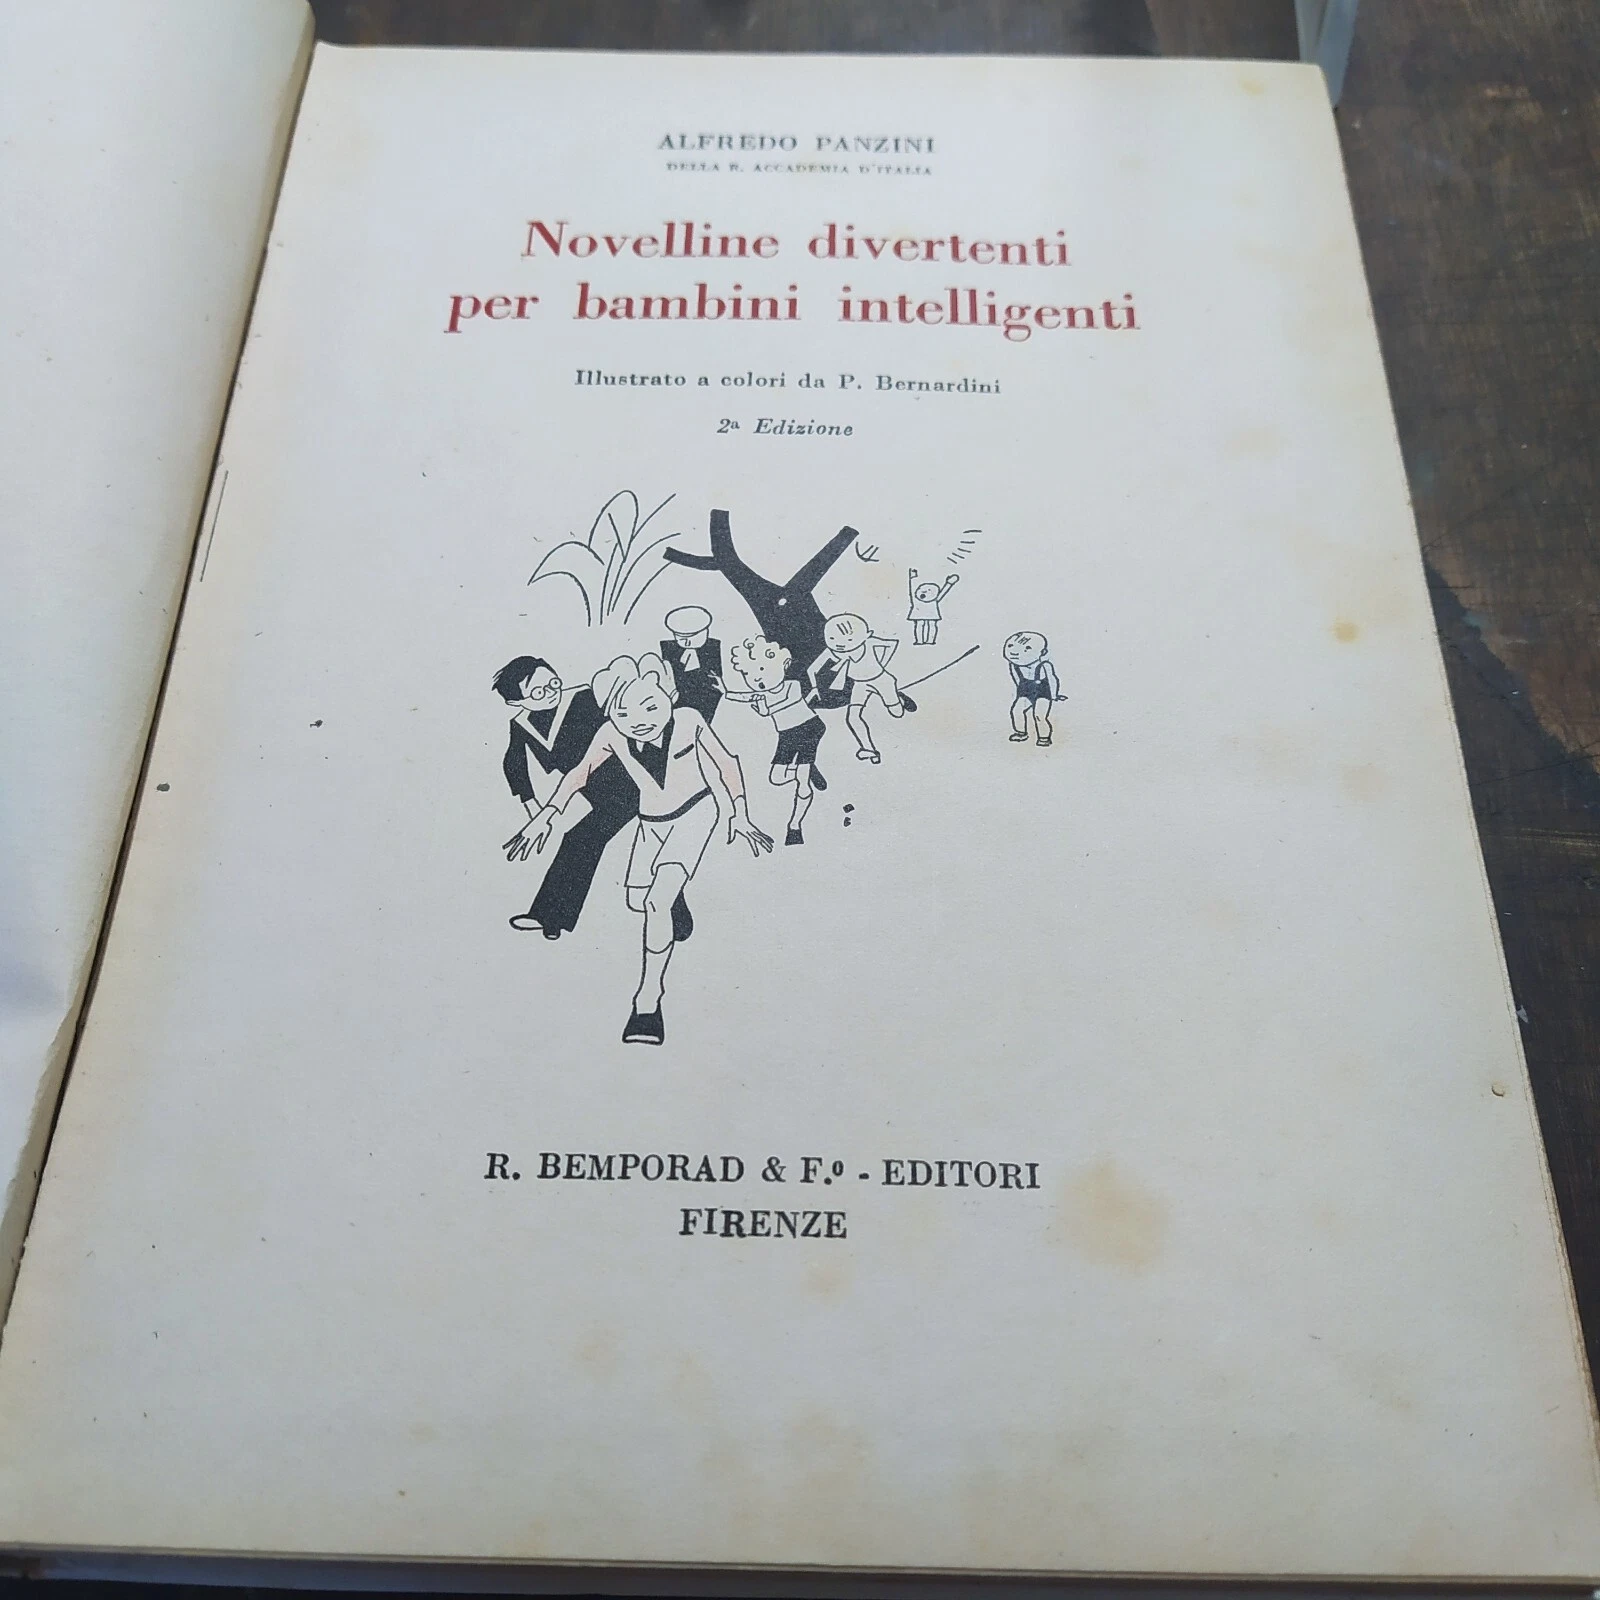 ALFREDO PANZINI
DELLA R. ACCADEMIA D'ITALIA
Novelline divertenti
per bambini intelligenti
Illustrato a colori da P. Bernardini
2ª Edizione
R. BEMPORAD & F.º - EDITORI
FIRENZE